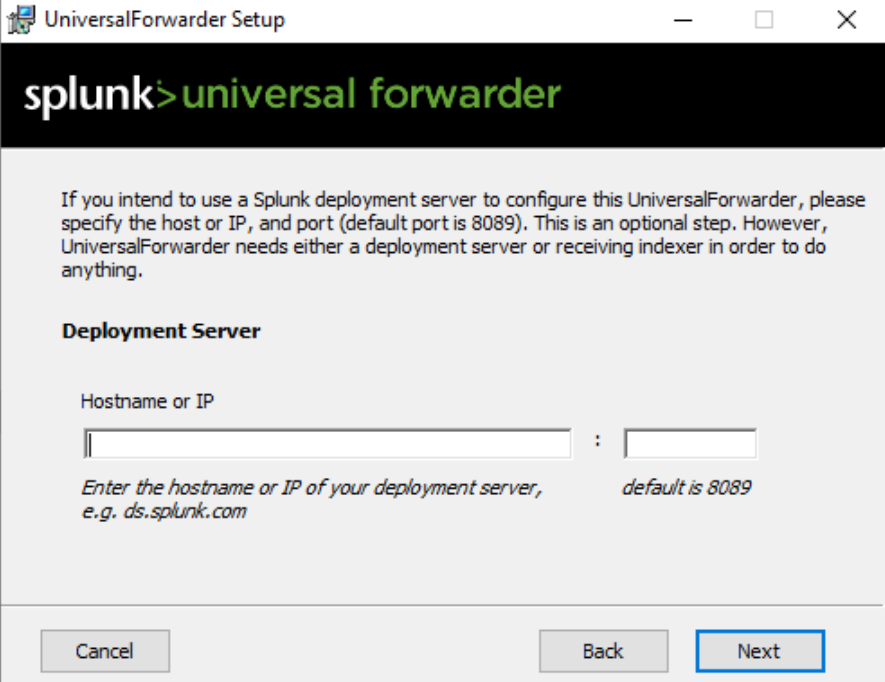 UniversalForwarder Setup
splunk>universal forwarder
If you intend to use a Splunk deployment server to configure this UniversalForwarder, please
specify the host or IP, and port (default port is 8089). This is an optional step. However,
UniversalForwarder needs either a deployment server or receiving indexer in order to do
anything.
Deployment Server
Hostname or IP
:
Enter the hostname or IP of your deployment server, default is 8089
e.g. ds.splunk.com
Cancel Back Next